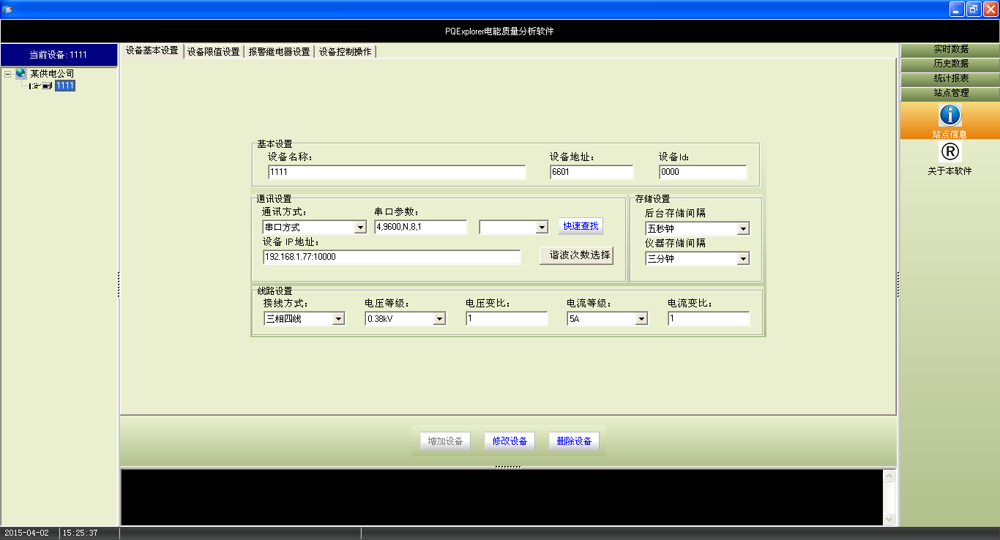 PQExplorer电能质量分析软件
当前设备: 1111
某供电公司
1111
设备基本设置 设备限值设置 报警继电器设置 设备控制操作
基本设置
设备名称: 设备地址: 设备Id:
1111 6601 0000
通讯设置
通讯方式: 串口参数:
串口方式 4,9600,N,8,1 快速查找
设备 IP地址:
192.168.1.77:10000 谐波次数选择
存储设置
后台存储间隔
五秒钟
仪器存储间隔
三分钟
线路设置
接线方式: 电压等级: 电压变比: 电流等级: 电流变比:
三相四线 0.38kV 1 5A 1
增加设备 修改设备 删除设备
实时数据
历史数据
统计报表
站点管理
站点信息
®
关于本软件
2015-04-02 15:25:37